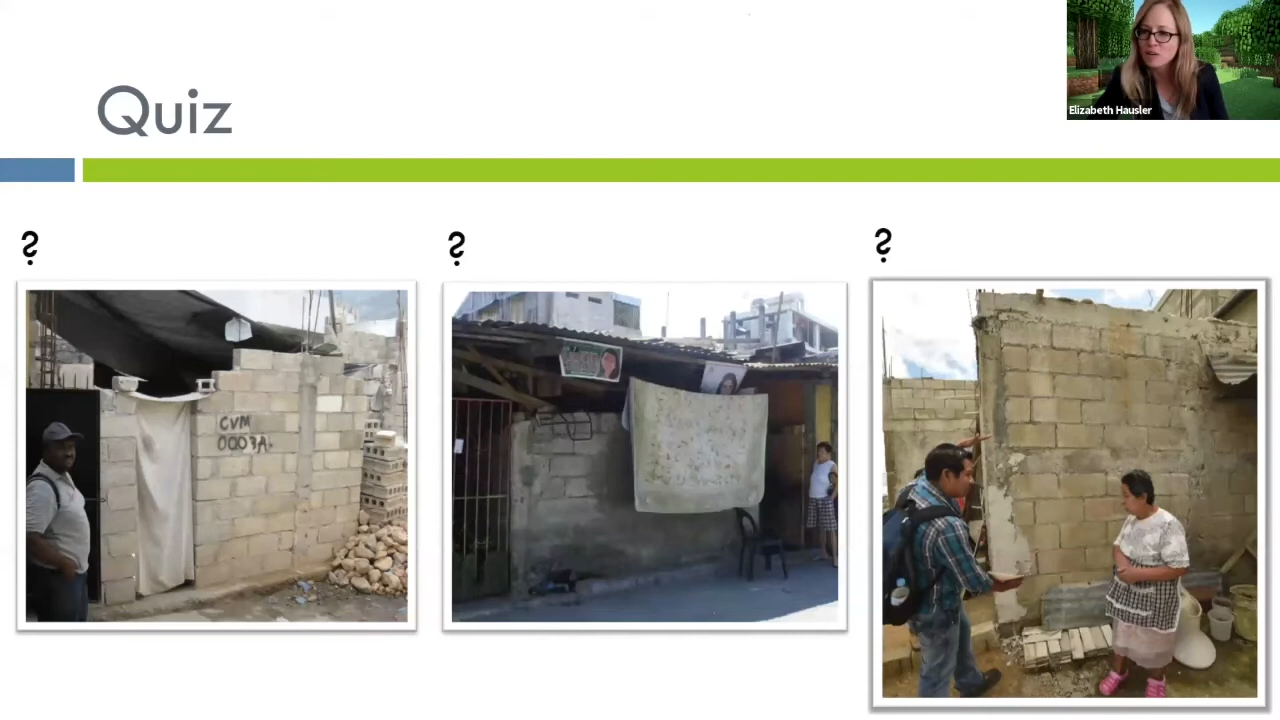 Quiz
Elizabeth Hausler
?
?
?
CVM
0003A.